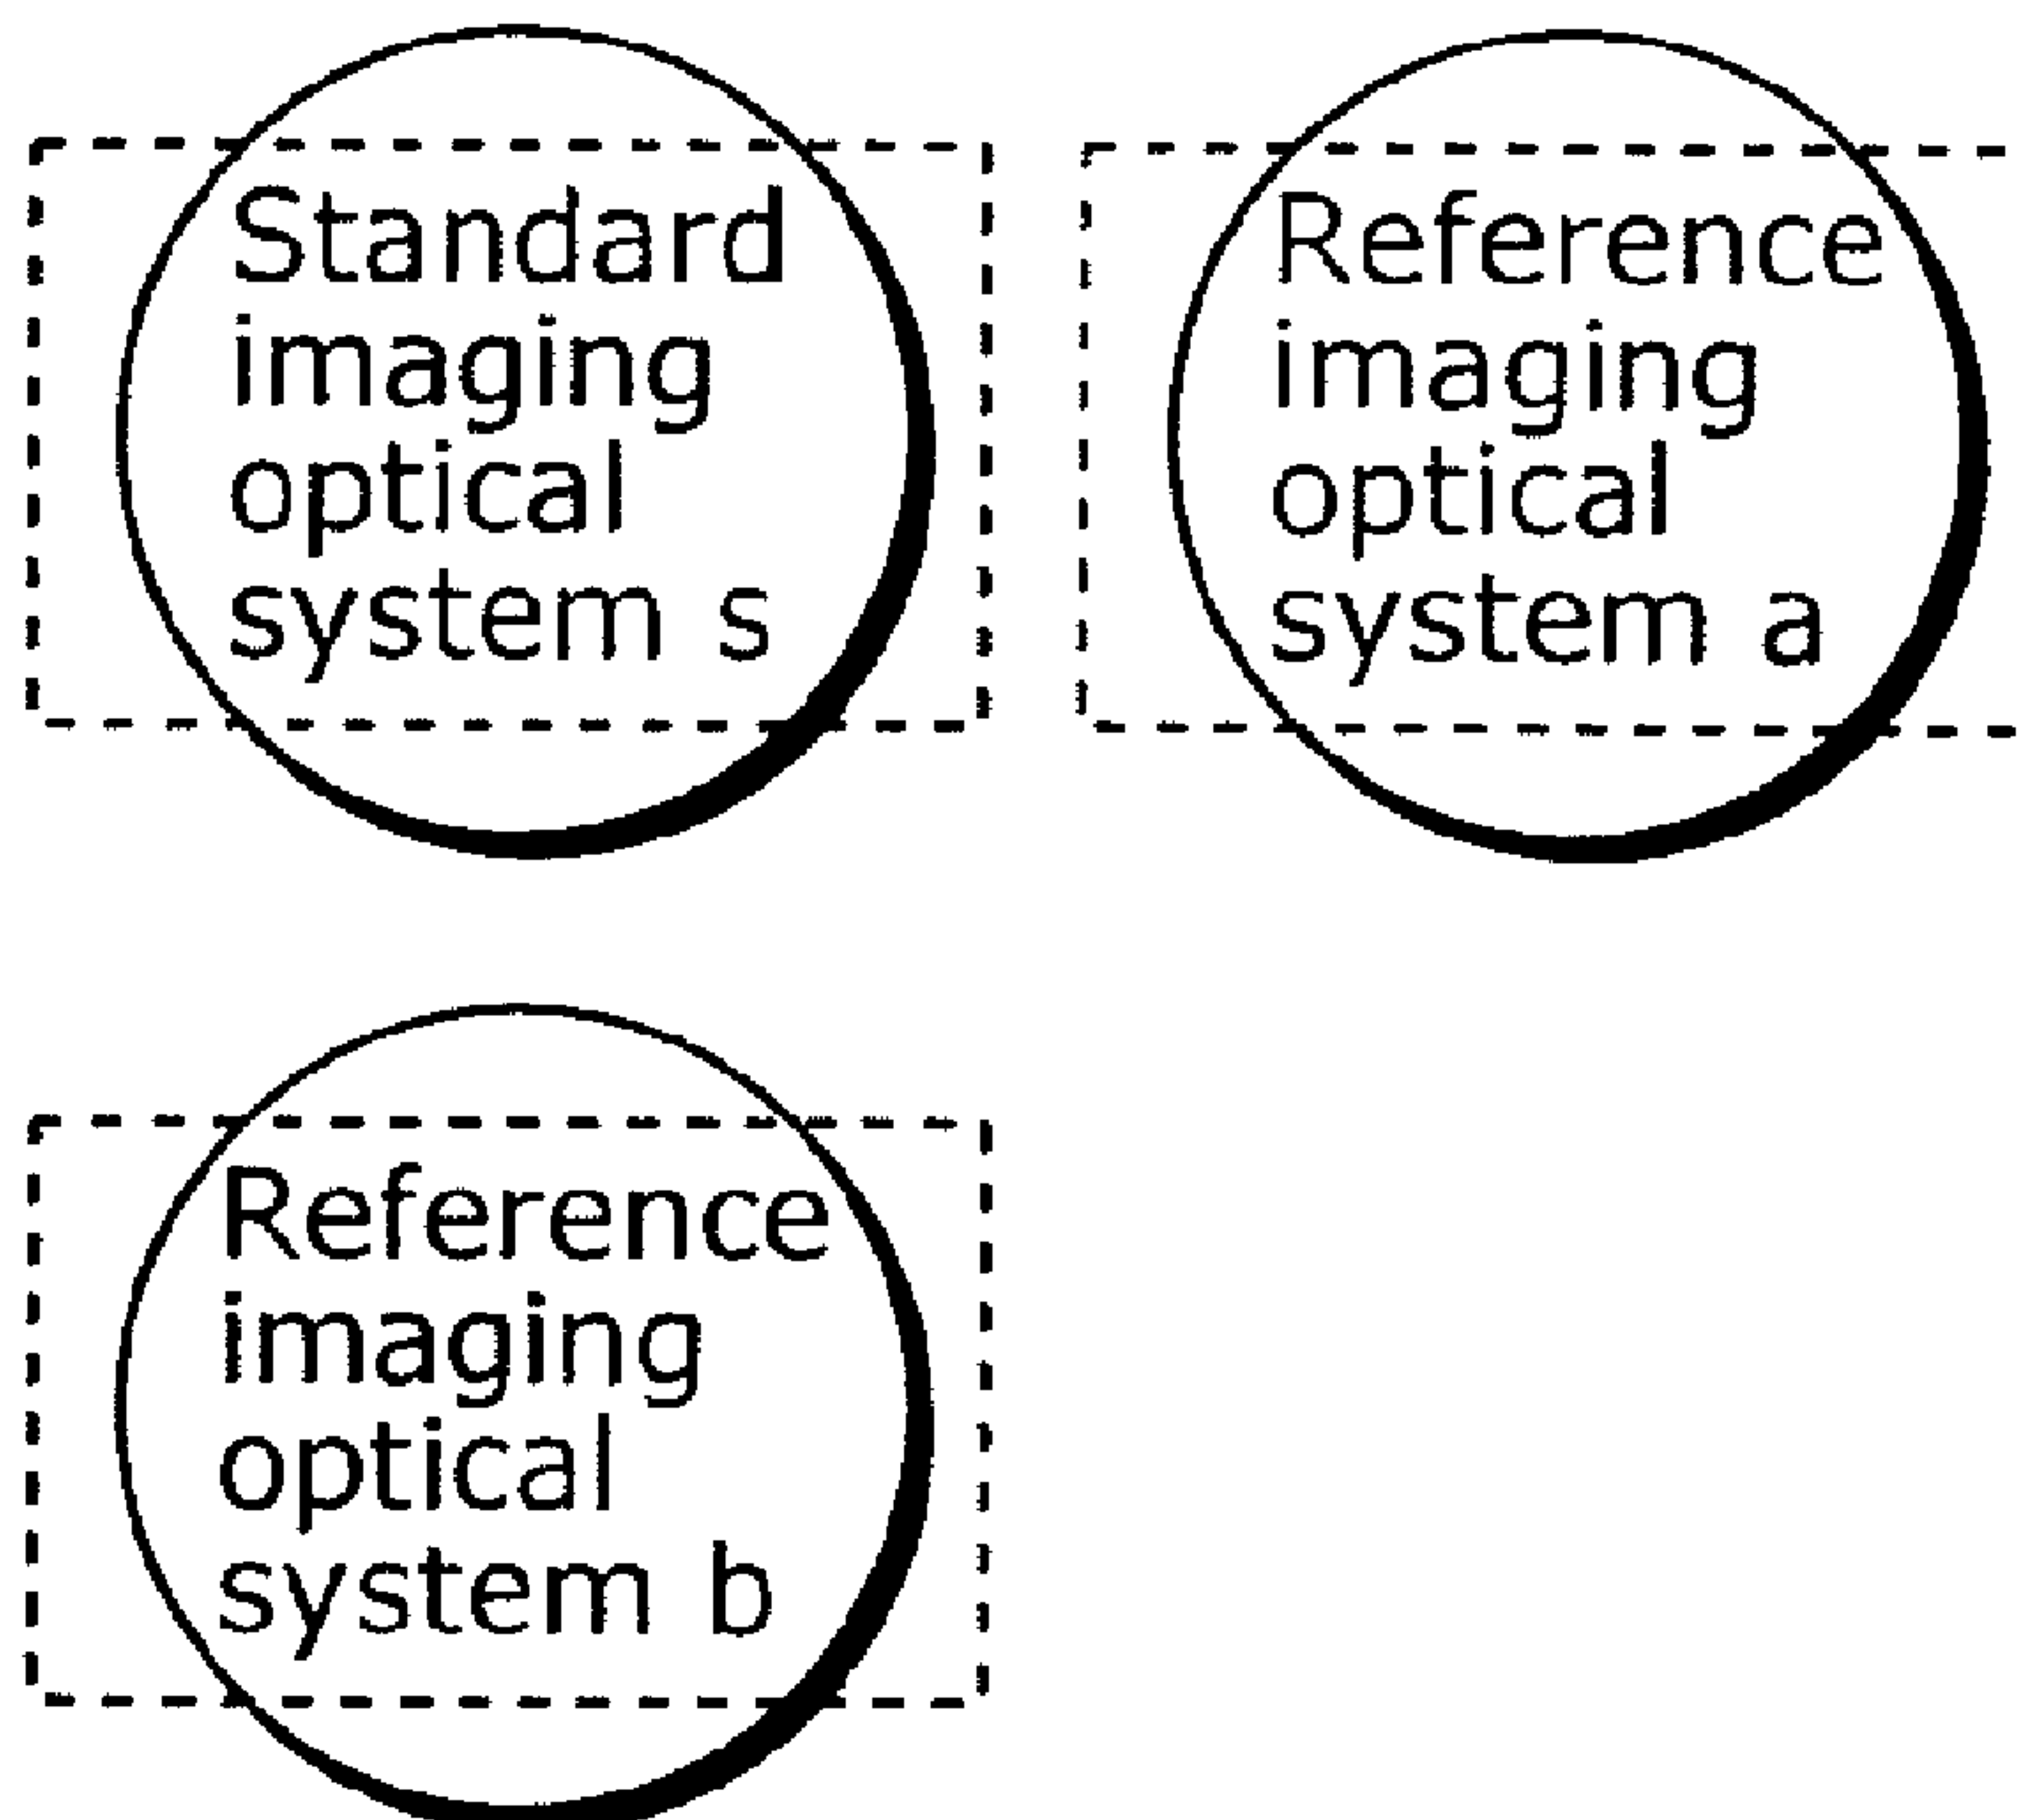 Standard
imaging
optical
system s
Reference
imaging
optical
system a
Reference
imaging
optical
system b